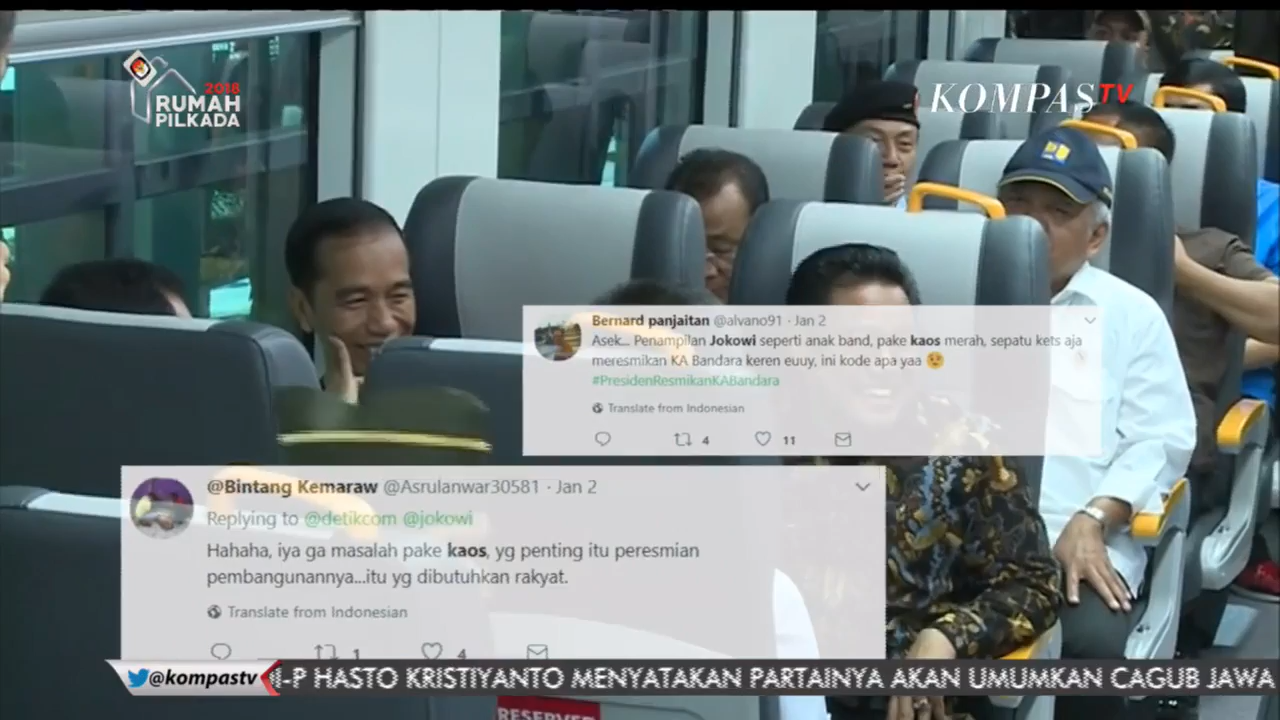 2018
RUMAH
PILKADA
KOMPASTV
Bernard panjaitan @alvano91 · Jan 2
Asek... Penampilan Jokowi seperti anak band, pake kaos merah, sepatu kets aja
meresmikan KA Bandara keren euuy, ini kode apa yaa 😉
#PresidenResmikanKABandara
Translate from Indonesian
4 11
@Bintang Kemaraw @Asrulanwar30581 · Jan 2
Replying to @detikcom @jokowi
Hahaha, iya ga masalah pake kaos, yg penting itu peresmian
pembangunannya...itu yg dibutuhkan rakyat.
Translate from Indonesian
1 4
@kompastv
I-P HASTO KRISTIYANTO MENYATAKAN PARTAINYA AKAN UMUMKAN CAGUB JAWA
RESERVED